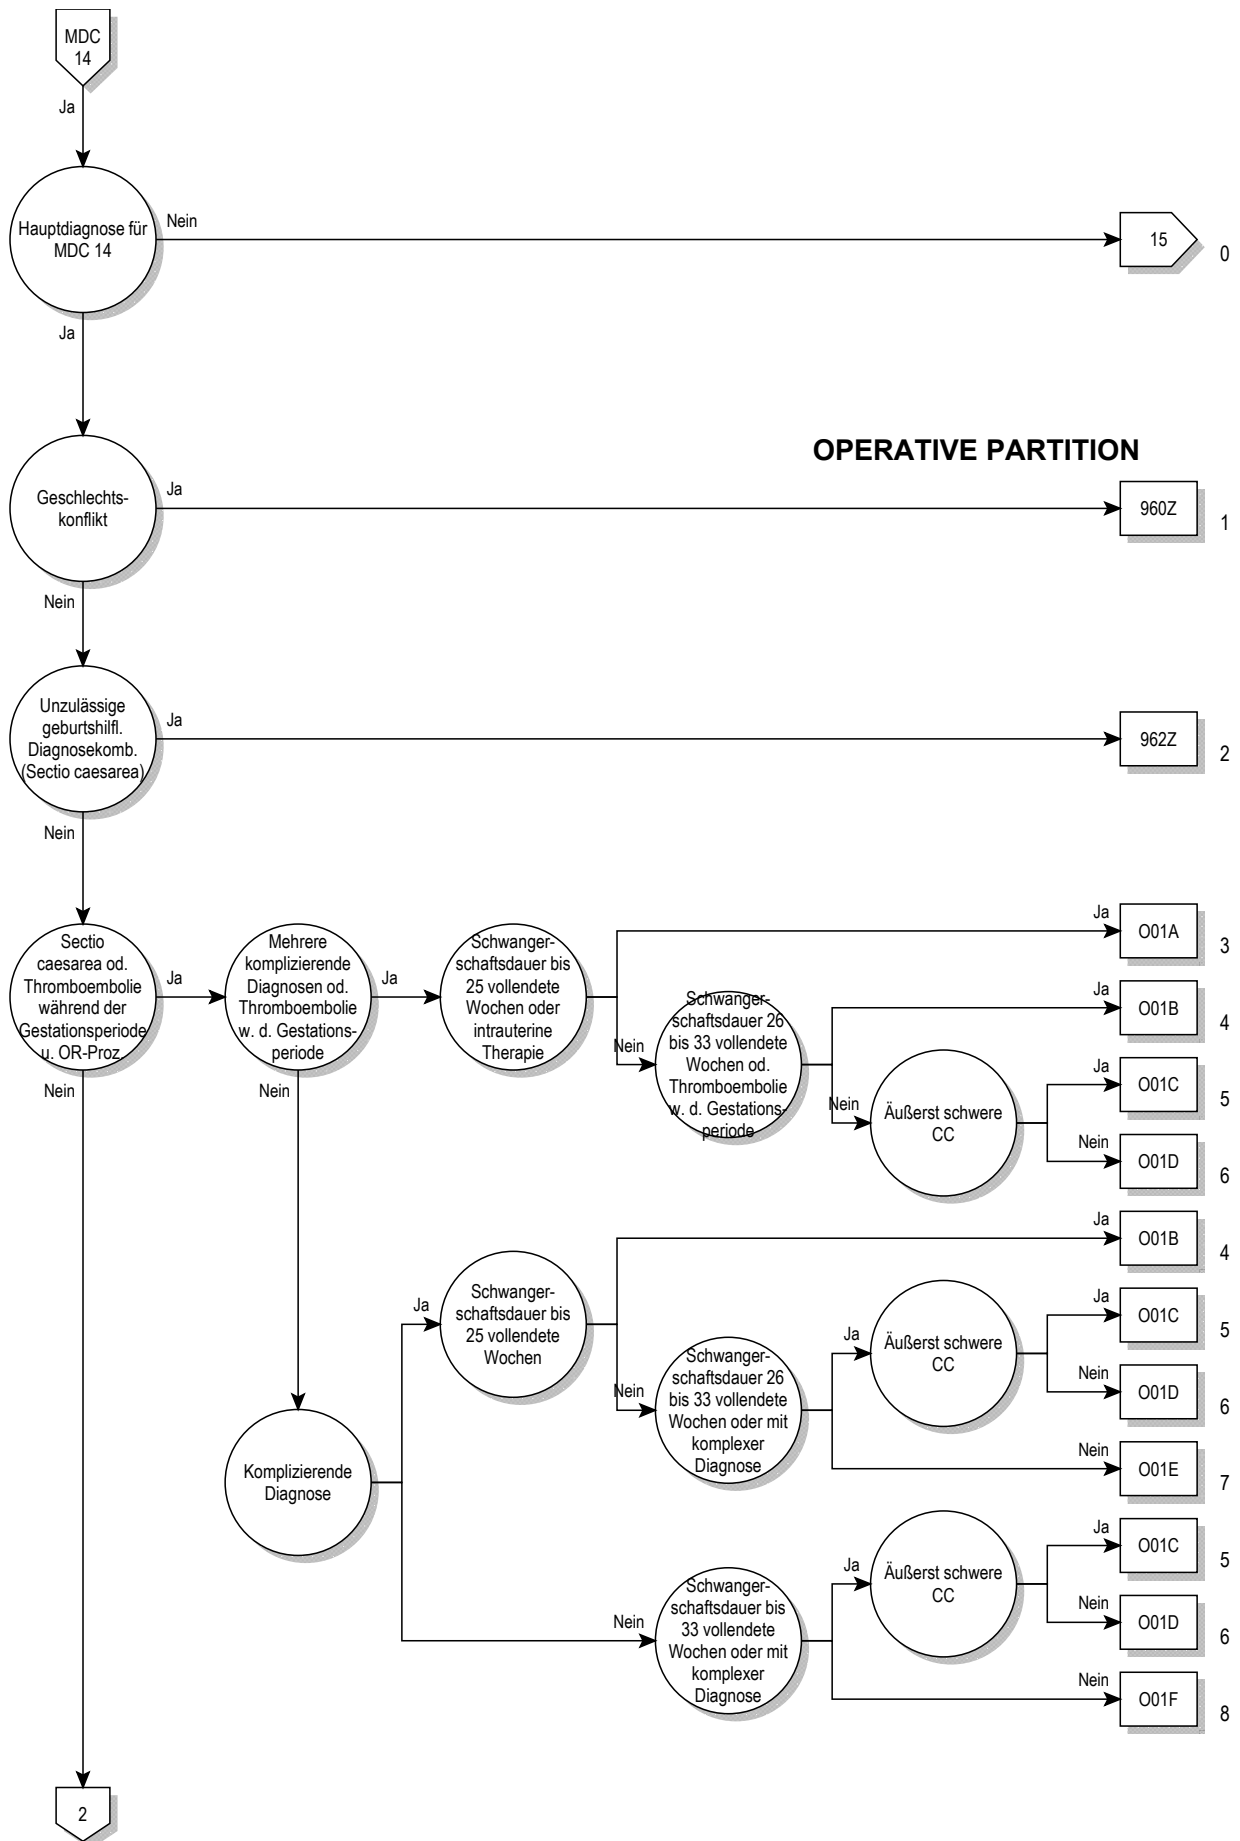 MDC
14
Ja
Hauptdiagnose für
MDC 14
Nein
15
0
Ja
OPERATIVE PARTITION
Geschlechts-
konflikt
Ja
960Z
1
Nein
Unzulässige
geburtshilfl.
Diagnosekomb.
(Sectio caesarea)
Ja
962Z
2
Nein
Sectio
caesarea od.
Thromboembolie
während der
Gestationsperiode
u. OR-Proz.
Ja
Nein
Mehrere
komplizierende
Diagnosen od.
Thromboembolie
w. d. Gestations-
periode
Ja
Nein
Schwanger-
schaftsdauer bis
25 vollendete
Wochen oder
intrauterine
Therapie
Ja
O01A
3
Nein
Schwanger-
schaftsdauer 26
bis 33 vollendete
Wochen od.
Thromboembolie
w. d. Gestations-
periode
Ja
O01B
4
Nein
Äußerst schwere
CC
Ja
O01C
5
Nein
O01D
6
Komplizierende
Diagnose
Ja
Schwanger-
schaftsdauer bis
25 vollendete
Wochen
Ja
O01B
4
Nein
Schwanger-
schaftsdauer 26
bis 33 vollendete
Wochen oder mit
komplexer
Diagnose
Ja
Äußerst schwere
CC
Ja
O01C
5
Nein
O01D
6
Nein
O01E
7
Nein
Schwanger-
schaftsdauer bis
33 vollendete
Wochen oder mit
komplexer
Diagnose
Ja
Äußerst schwere
CC
Ja
O01C
5
Nein
O01D
6
Nein
O01F
8
2